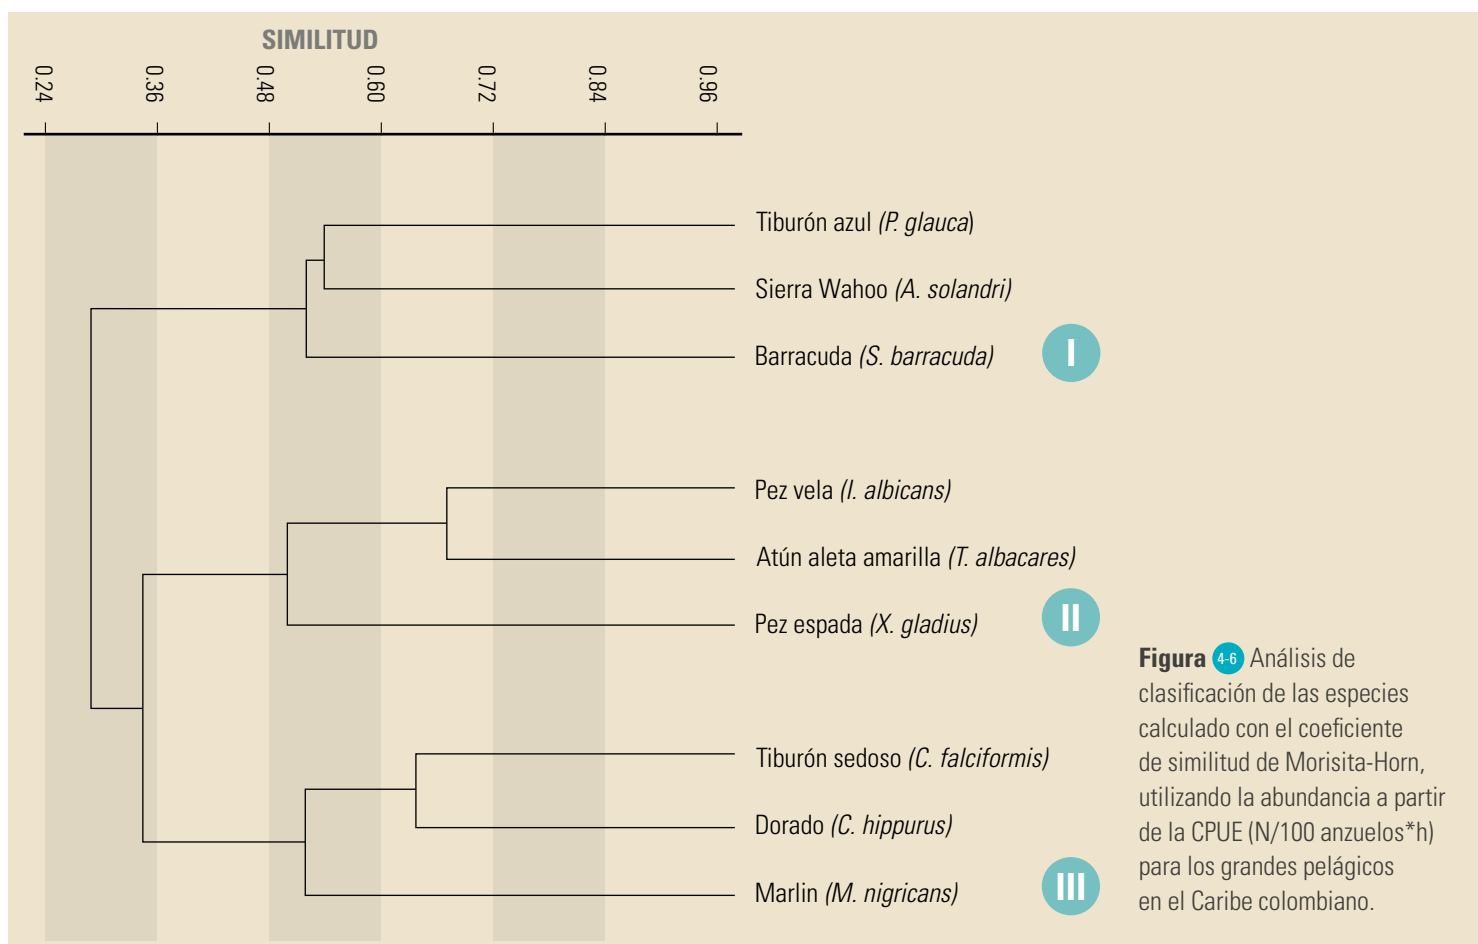 SIMILITUD
0.24
0.36
0.48
0.60
0.72
0.84
0.96
Tiburón azul (P. glauca)
Sierra Wahoo (A. solandri)
Barracuda (S. barracuda)
I
Pez vela (I. albicans)
Atún aleta amarilla (T. albacares)
Pez espada (X. gladius)
II
Tiburón sedoso (C. falciformis)
Dorado (C. hippurus)
Marlin (M. nigricans)
III
Figura 4-6 Análisis de
clasificación de las especies
calculado con el coeficiente
de similitud de Morisita-Horn,
utilizando la abundancia a partir
de la CPUE (N/100 anzuelos*h)
para los grandes pelágicos
en el Caribe colombiano.